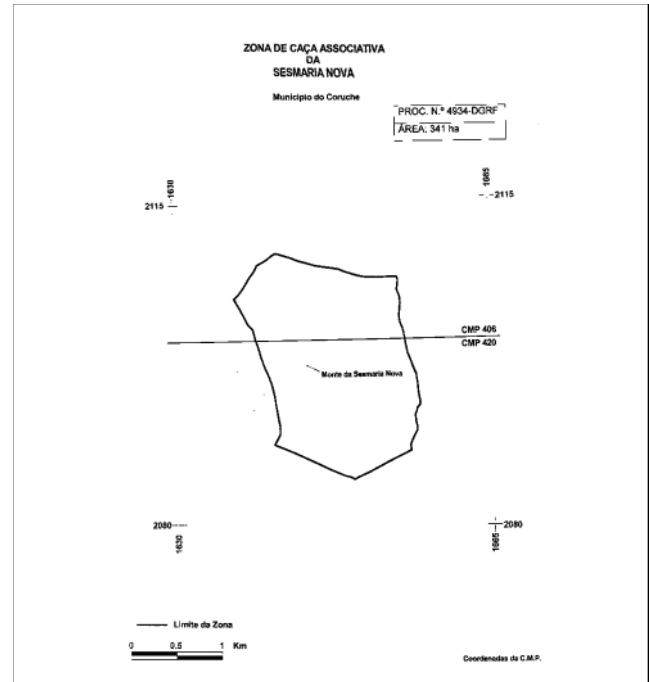 ZONA DE CAÇA ASSOCIATIVA
DA
SESMARIA NOVA
Município do Coruche
PROC. N.º 4934-DGRF
ÁREA: 341 ha
1630
1665
2115
2115
CMP 406
CMP 420
Monte da Sesmaria Nova
2080
2080
1630
1665
Limite da Zona
0 0.5 1 Km
Coordenadas da C.M.P.